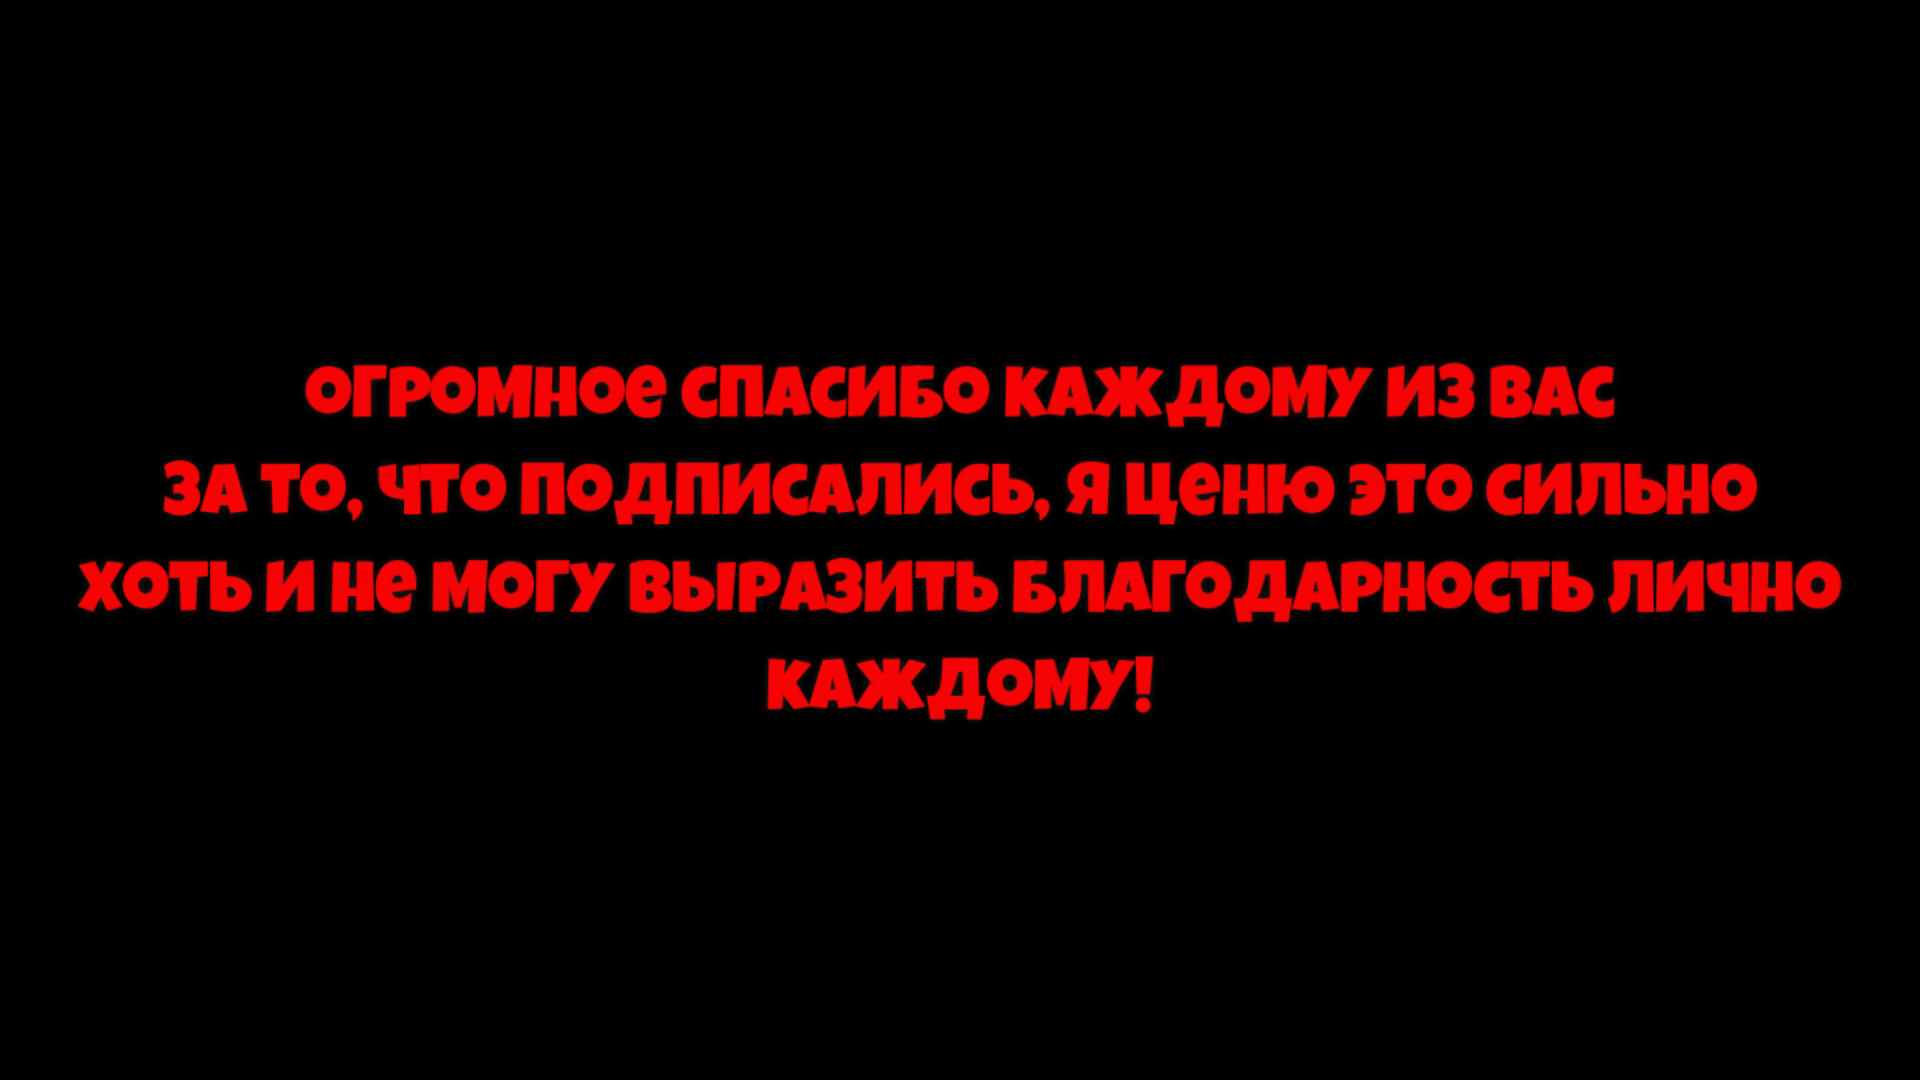 ОГРОМНОЕ СПАСИБО КАЖДОМУ ИЗ ВАС
ЗА ТО, ЧТО ПОДПИСАЛИСЬ, Я ЦЕНЮ ЭТО СИЛЬНО
ХОТЬ И НЕ МОГУ ВЫРАЗИТЬ БЛАГОДАРНОСТЬ ЛИЧНО
КАЖДОМУ!